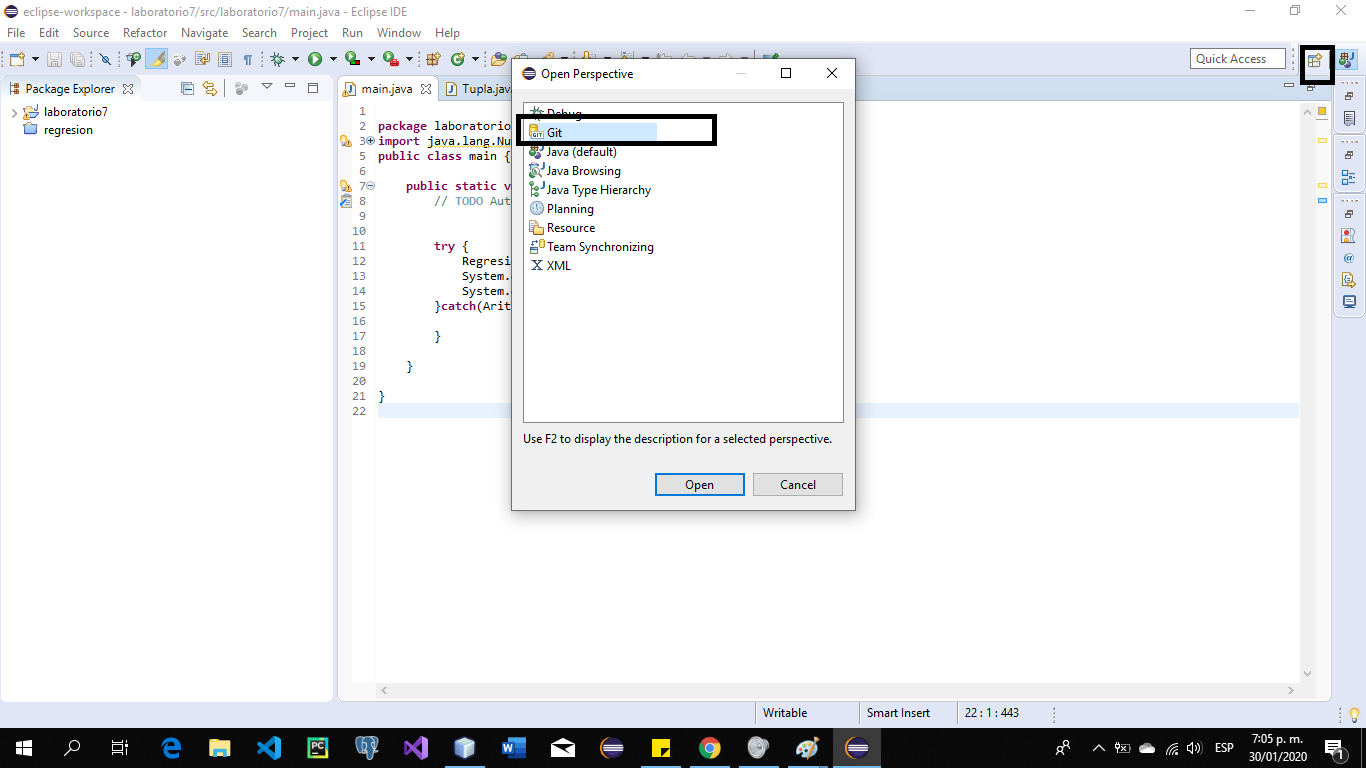 eclipse-workspace - laboratorio7/src/laboratorio7/main.java - Eclipse IDE
File Edit Source Refactor Navigate Search Project Run Window Help
Quick Access
Package Explorer
laboratorio7
regresion
main.java
Tupla.java
1
2 package laboratorio
3 import java.lang.Nu
5 public class main {
6
7 public static v
8 // TODO Aut
9
10
11 try {
12 Regresi
13 System.
14 System.
15 }catch(Arit
16
17 }
18
19 }
20
21 }
22
Open Perspective
Debug
Git
Java (default)
Java Browsing
Java Type Hierarchy
Planning
Resource
Team Synchronizing
XML
Use F2 to display the description for a selected perspective.
Open Cancel
Writable Smart Insert 22 : 1 : 443
ESP
7:05 p. m.
30/01/2020
1